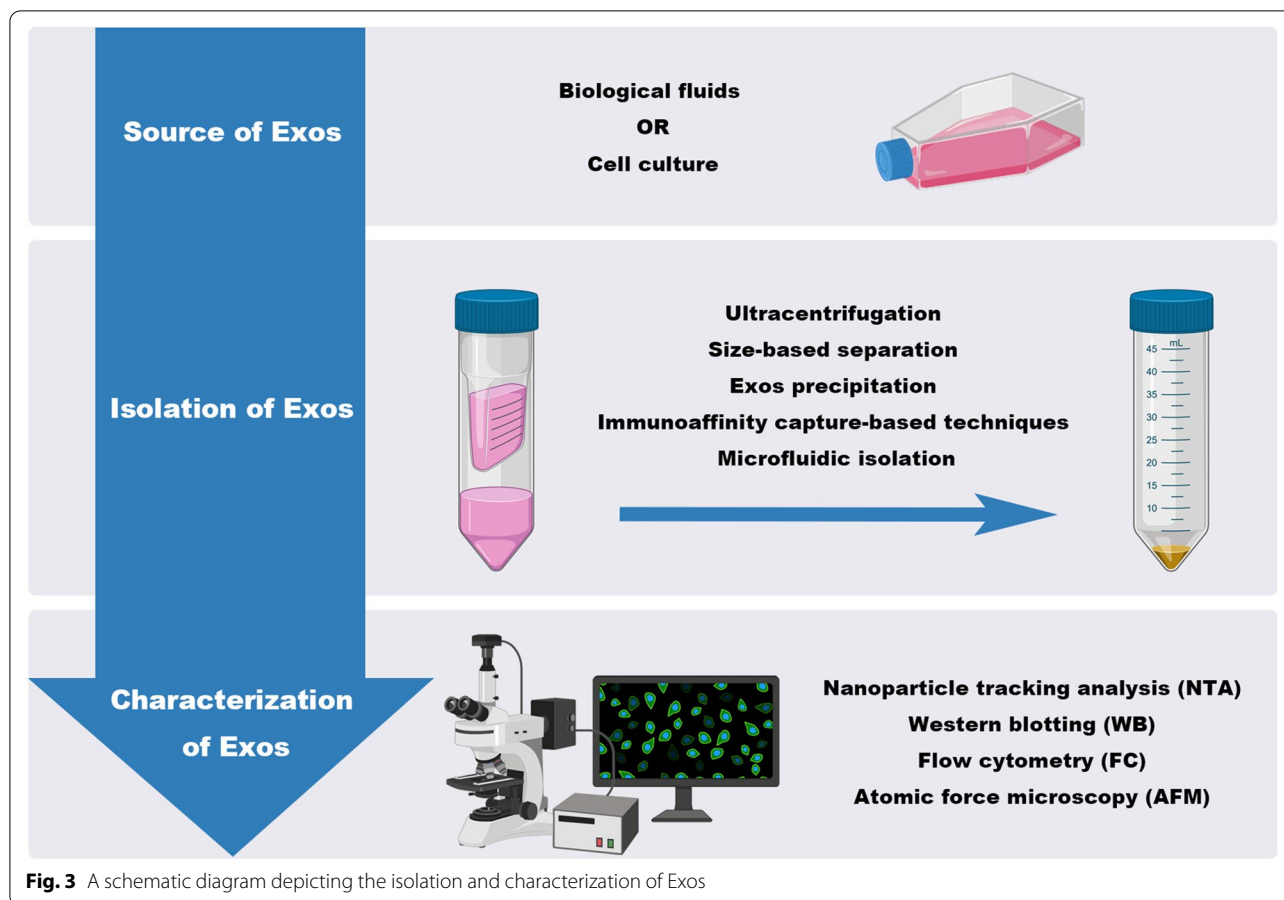 Source of Exos
Biological fluids
OR
Cell culture
Isolation of Exos
Ultracentrifugation
Size-based separation
Exos precipitation
Immunoaffinity capture-based techniques
Microfluidic isolation
mL
45
40
35
30
25
20
15
10
Characterization
of Exos
Nanoparticle tracking analysis (NTA)
Western blotting (WB)
Flow cytometry (FC)
Atomic force microscopy (AFM)
Fig. 3 A schematic diagram depicting the isolation and characterization of Exos